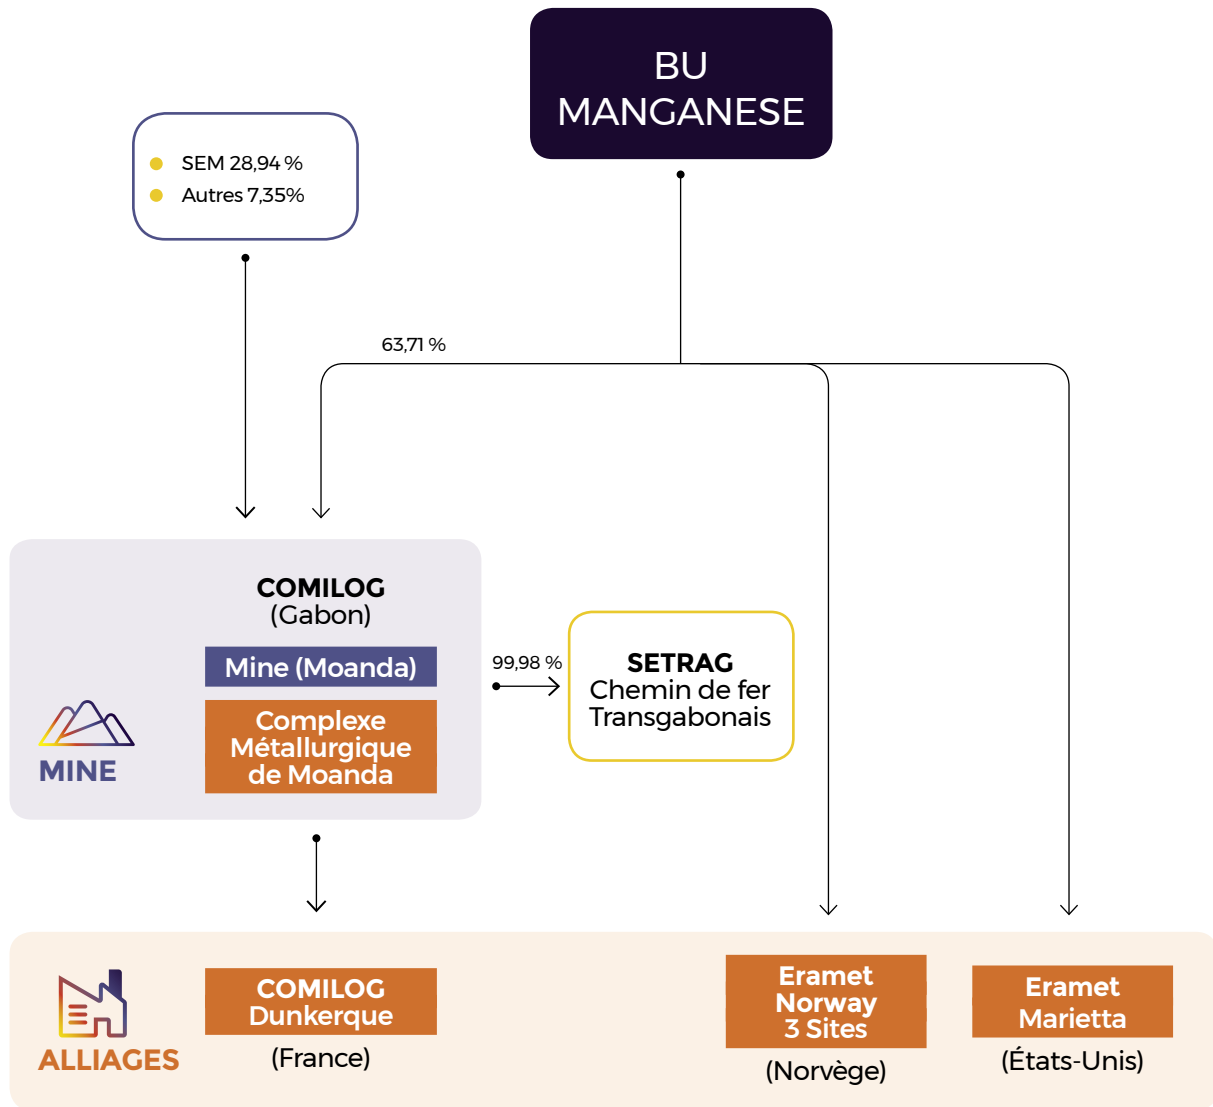 BU
MANGANESE
SEM 28,94 %
Autres 7,35%
63,71 %
COMILOG
(Gabon)
Mine (Moanda)
Complexe
Métallurgique
de Moanda
MINE
99,98 %
SETRAG
Chemin de fer
Transgabonais
ALLIAGES
COMILOG
Dunkerque
(France)
Eramet
Norway
3 Sites
(Norvège)
Eramet
Marietta
(États-Unis)